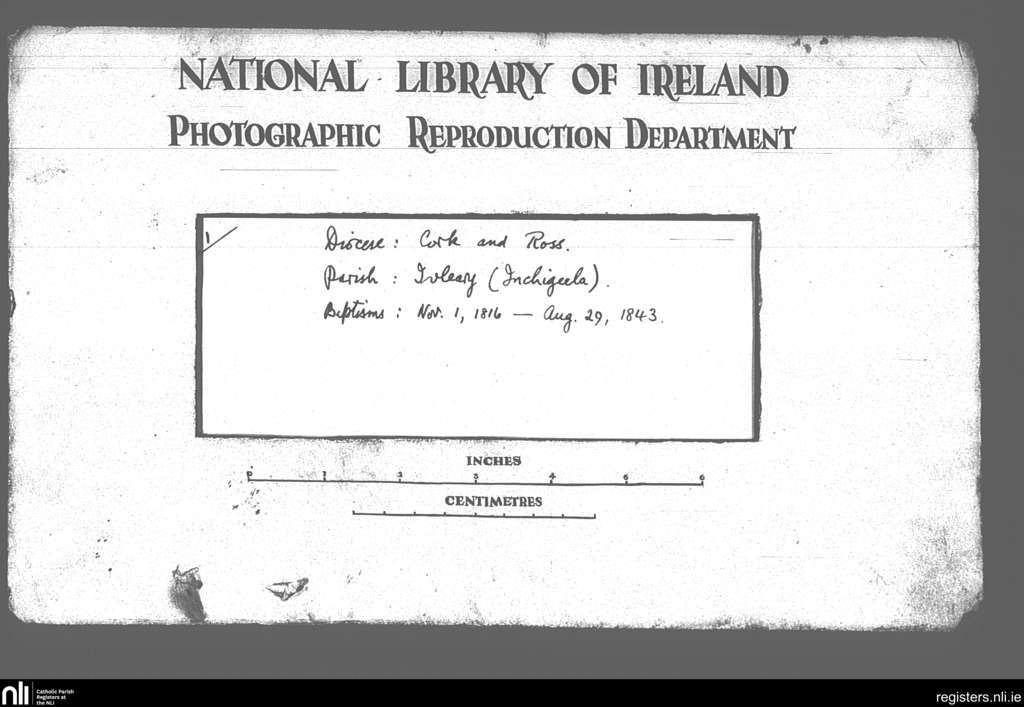 NATIONAL LIBRARY OF IRELAND
PHOTOGRAPHIC REPRODUCTION DEPARTMENT
1/
Diocese : Cork and Ross.
Parish : Iveleary (Inchigeela).
Baptisms : Nov. 1, 1816 — Aug. 29, 1843.
INCHES
0 1 2 3 4 5 6
CENTIMETRES
nli Catholic Parish
Registers at
the NLI
registers.nli.ie